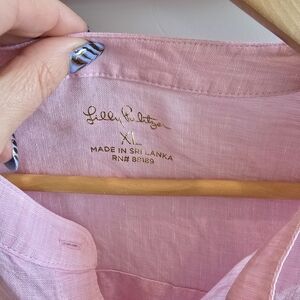 Lilly Pulitzer
XL
MADE IN SRI LANKA
RN# 88189